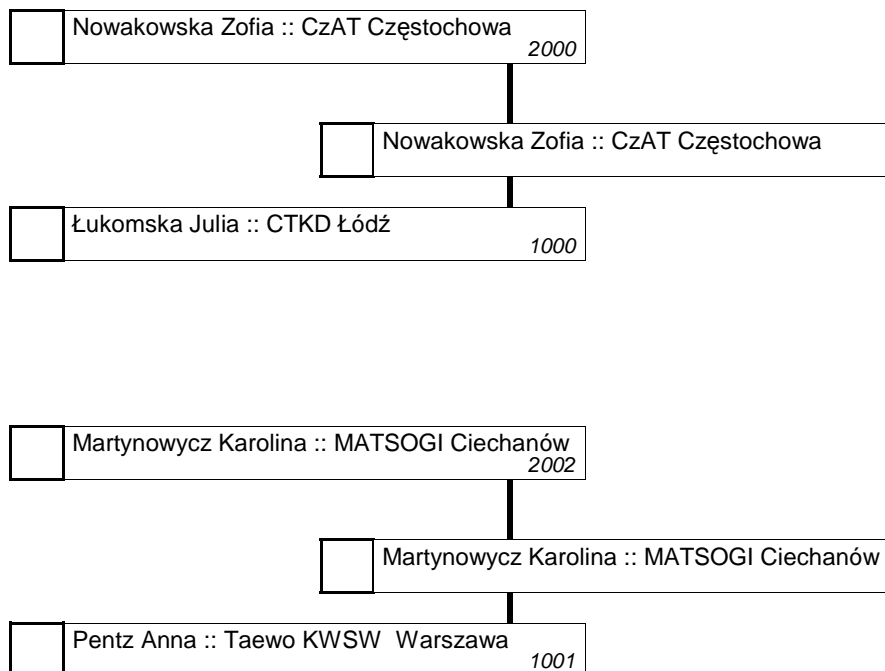 Nowakowska Zofia :: CzAT Częstochowa
2000
Nowakowska Zofia :: CzAT Częstochowa
Łukomska Julia :: CTKD Łódź
1000
Martynowycz Karolina :: MATSOGI Ciechanów
2002
Martynowycz Karolina :: MATSOGI Ciechanów
Pentz Anna :: Taewo KWSW  Warszawa
1001